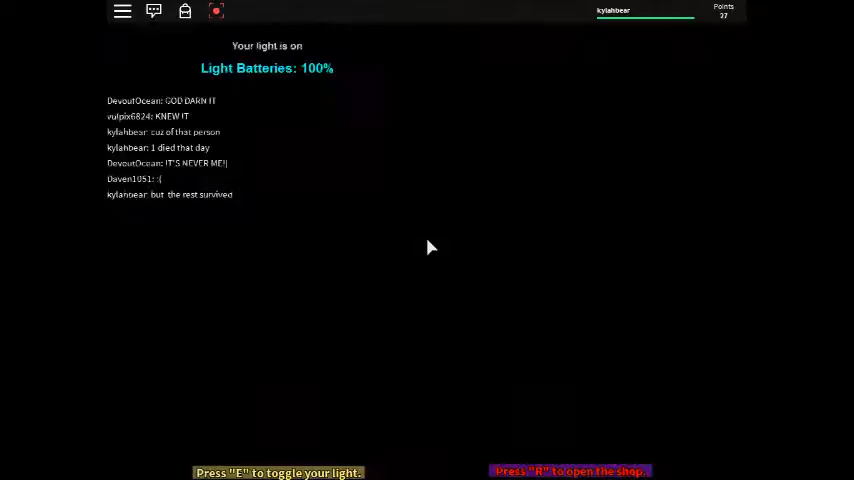 kylahbear
Points
27
Your light is on
Light Batteries: 100%
DevoutOcean: GOD DARN IT
vulpix6824: KNEW IT
kylahbear: cuz of that person
kylahbear: I died that day
DevoutOcean: IT'S NEVER ME!|
Daven1051: :(
kylahbear: but the rest survived
Press "E" to toggle your light.
Press "R" to open the shop.